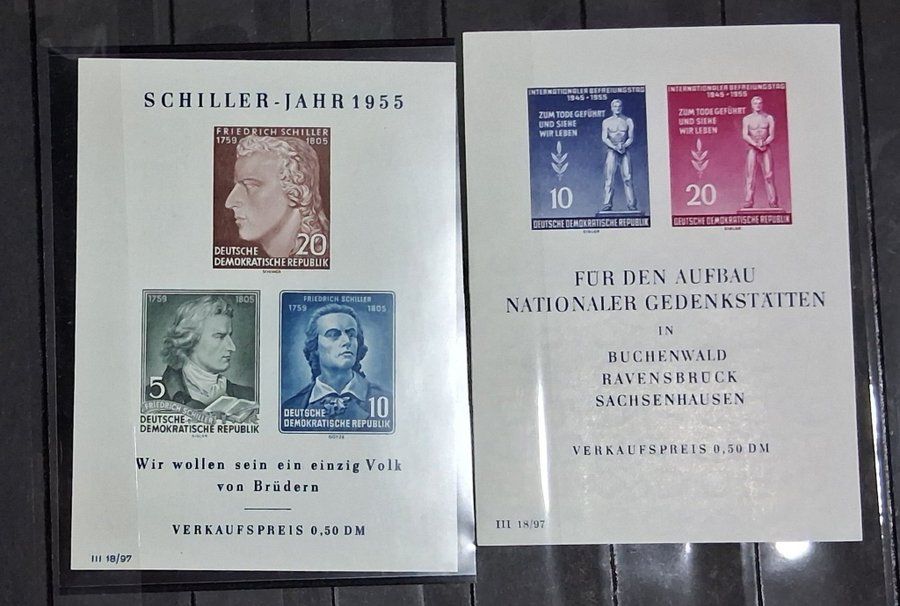 SCHILLER-JAHR 1955
FRIEDRICH SCHILLER
1759 1805
20
DEUTSCHE
DEMOKRATISCHE REPUBLIK
1759 1805
5
FRIEDRICH SCHILLER
DEUTSCHE
DEMOKRATISCHE REPUBLIK
FRIEDRICH SCHILLER
1759 1805
10
DEUTSCHE
DEMOKRATISCHE REPUBLIK
Wir wollen sein ein einzig Volk
von Brüdern
VERKAUFSPREIS 0,50 DM
III 18/97
INTERNATIONALER BEFREIUNGSTAG
1945 • 1955
ZUM TODE GEFÜHRT
UND SIEHE
WIR LEBEN
10
DEUTSCHE DEMOKRATISCHE REPUBLIK
INTERNATIONALER BEFREIUNGSTAG
1945 • 1955
ZUM TODE GEFÜHRT
UND SIEHE
WIR LEBEN
20
DEUTSCHE DEMOKRATISCHE REPUBLIK
FÜR DEN AUFBAU
NATIONALER GEDENKSTÄTTEN
IN
BUCHENWALD
RAVENSBRÜCK
SACHSENHAUSEN
VERKAUFSPREIS 0,50 DM
III 18/97